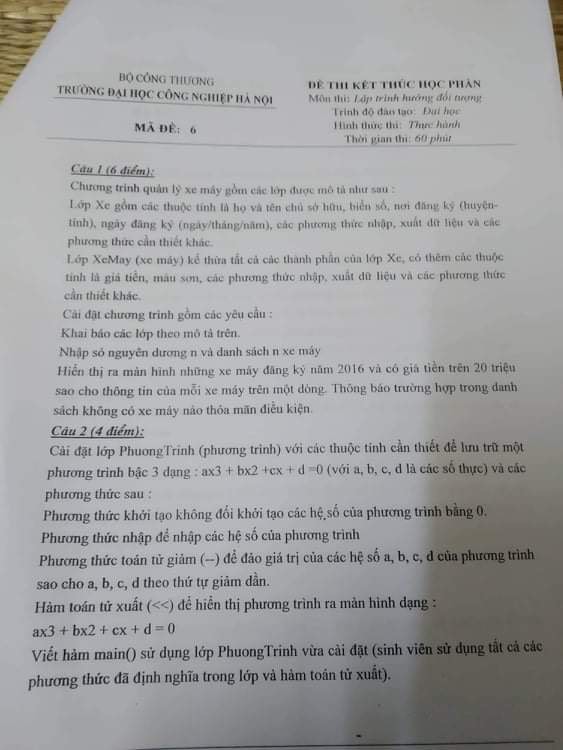 BỘ CÔNG THƯƠNG
TRƯỜNG ĐẠI HỌC CÔNG NGHIỆP HÀ NỘI
MÃ ĐỀ: 6
ĐỀ THI KẾT THÚC HỌC PHẦN
Môn thi: Lập trình hướng đối tượng
Trình độ đào tạo: Đại học
Hình thức thi: Thực hành
Thời gian thi: 60 phút
Câu 1 (6 điểm):
Chương trình quản lý xe máy gồm các lớp được mô tả như sau :
Lớp Xe gồm các thuộc tính là họ và tên chủ sở hữu, biển số, nơi đăng ký (huyện-
tỉnh), ngày đăng ký (ngày/tháng/năm), các phương thức nhập, xuất dữ liệu và các
phương thức cần thiết khác.
Lớp XeMay (xe máy) kế thừa tất cả các thành phần của lớp Xe, có thêm các thuộc
tính là giá tiền, màu sơn, các phương thức nhập, xuất dữ liệu và các phương thức
cần thiết khác.
Cài đặt chương trình gồm các yêu cầu :
Khai báo các lớp theo mô tả trên.
Nhập số nguyên dương n và danh sách n xe máy
Hiển thị ra màn hình những xe máy đăng ký năm 2016 và có giá tiền trên 20 triệu
sao cho thông tin của mỗi xe máy trên một dòng. Thông báo trường hợp trong danh
sách không có xe máy nào thỏa mãn điều kiện.
Câu 2 (4 điểm):
Cài đặt lớp PhuongTrinh (phương trình) với các thuộc tính cần thiết để lưu trữ một
phương trình bậc 3 dạng : ax3 + bx2 +cx + d =0 (với a, b, c, d là các số thực) và các
phương thức sau :
Phương thức khởi tạo không đối khởi tạo các hệ số của phương trình bằng 0.
Phương thức nhập để nhập các hệ số của phương trình
Phương thức toán tử giảm (--) để đảo giá trị của các hệ số a, b, c, d của phương trình
sao cho a, b, c, d theo thứ tự giảm dần.
Hàm toán tử xuất (<<) để hiển thị phương trình ra màn hình dạng :
ax3 + bx2 + cx + d = 0
Viết hàm main() sử dụng lớp PhuongTrinh vừa cài đặt (sinh viên sử dụng tất cả các
phương thức đã định nghĩa trong lớp và hàm toán tử xuất).